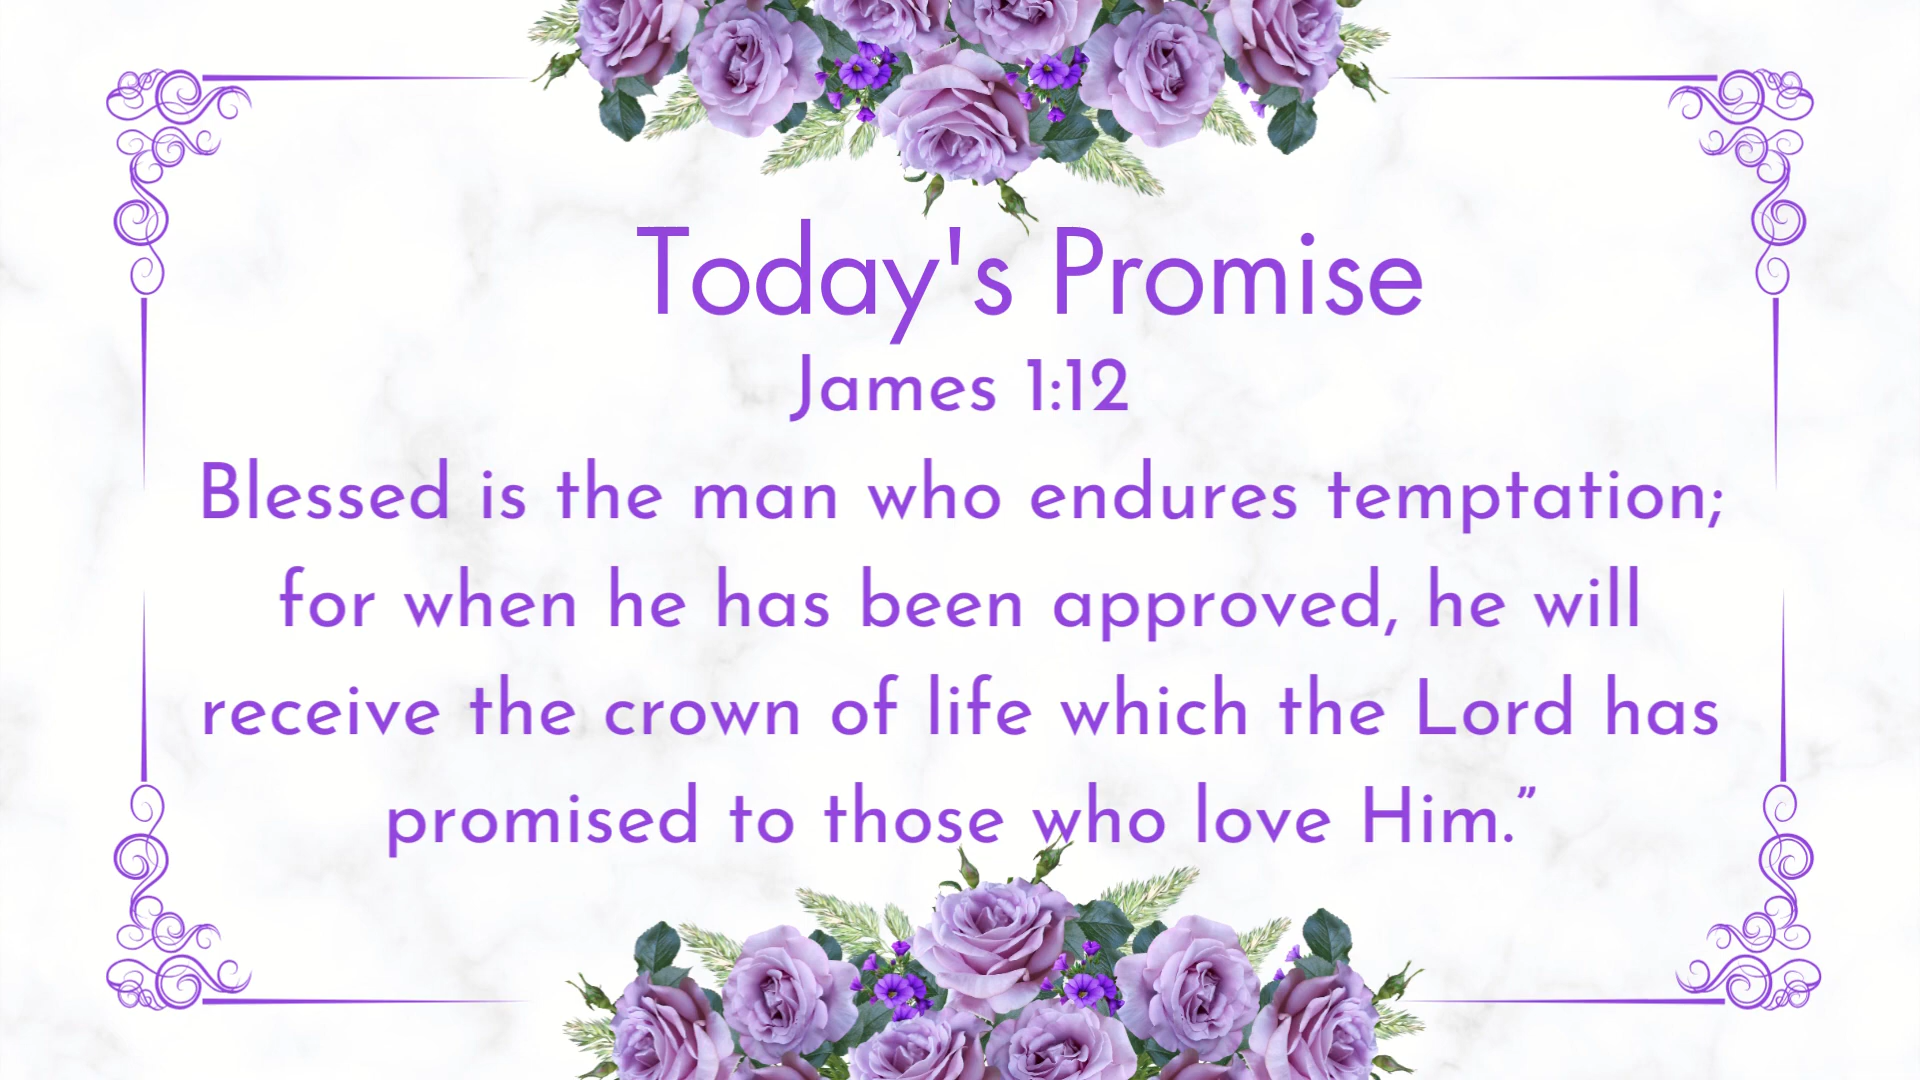 Today's Promise
James 1:12
Blessed is the man who endures temptation;
for when he has been approved, he will
receive the crown of life which the Lord has
promised to those who love Him.”